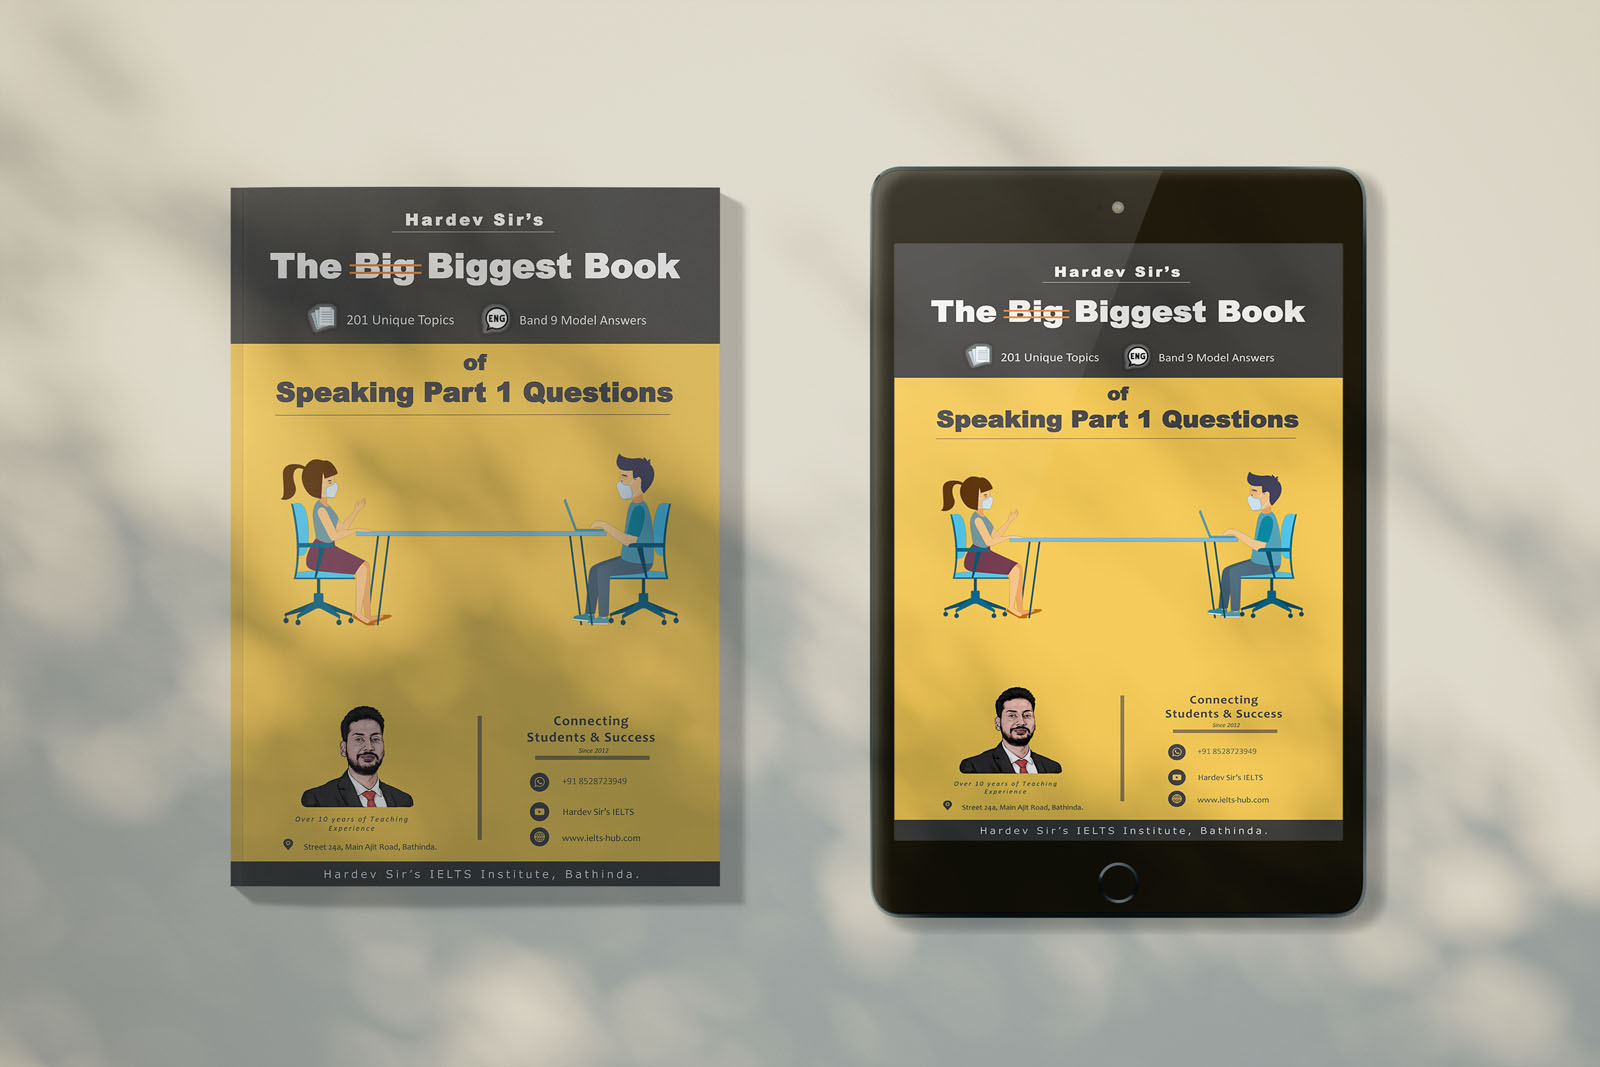 Hardev Sir's
The Big Biggest Book
201 Unique Topics
ENG
Band 9 Model Answers
of
Speaking Part 1 Questions
Connecting
Students & Success
Since 2012
+91 8528723949
Hardev Sir's IELTS
www.ielts-hub.com
Over 10 years of Teaching
Experience
Street 24a, Main Ajit Road, Bathinda.
Hardev Sir's IELTS Institute, Bathinda.
Hardev Sir's
The Big Biggest Book
201 Unique Topics
ENG
Band 9 Model Answers
of
Speaking Part 1 Questions
Connecting
Students & Success
Since 2012
+91 8528723949
Hardev Sir's IELTS
www.ielts-hub.com
Over 10 years of Teaching
Experience
Street 24a, Main Ajit Road, Bathinda.
Hardev Sir's IELTS Institute, Bathinda.